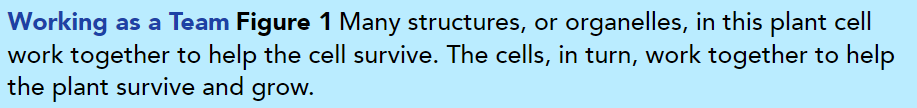 Working as a Team Figure 1 Many structures, or organelles, in this plant cell
work together to help the cell survive. The cells, in turn, work together to help
the plant survive and grow.